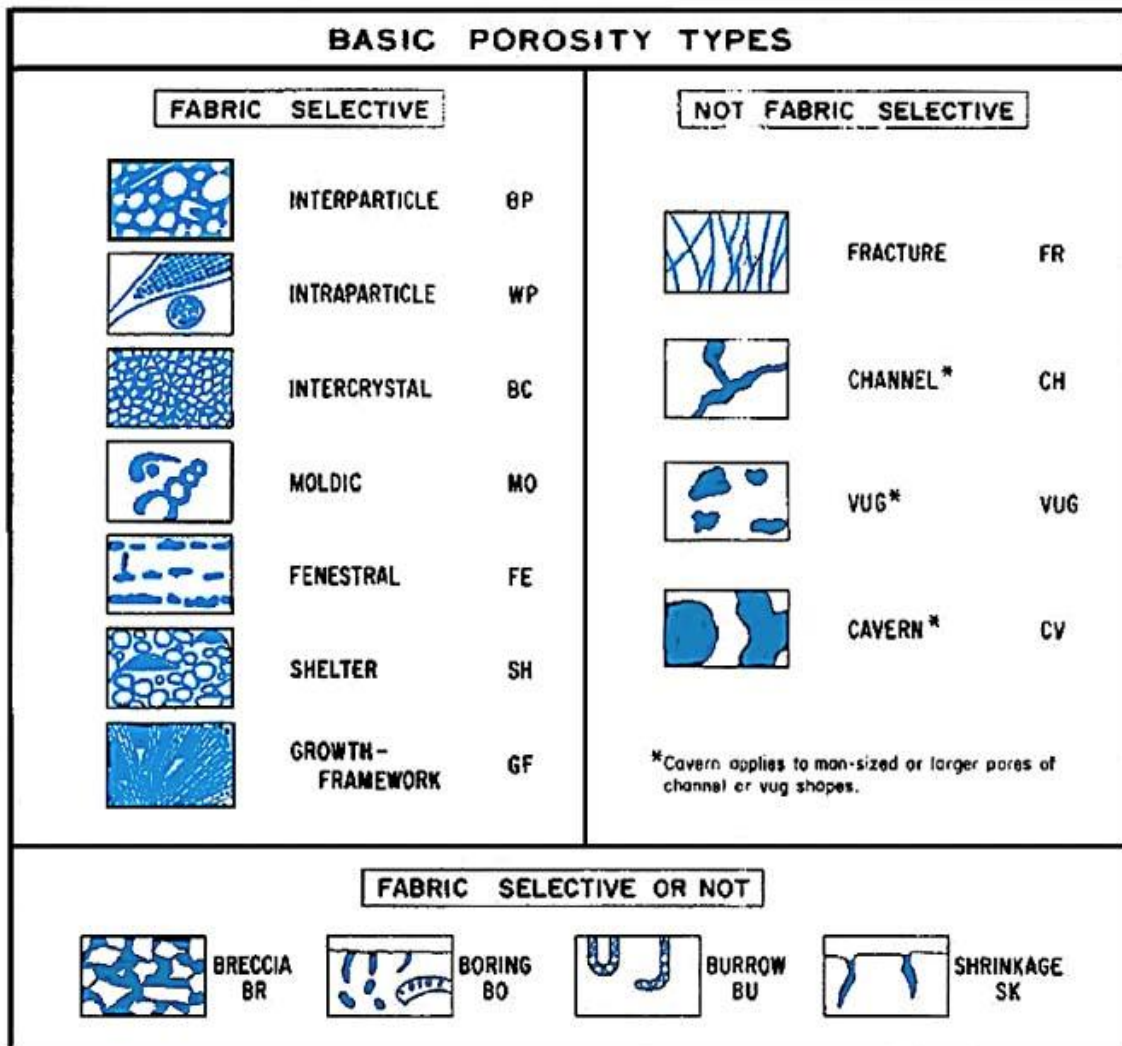 BASIC POROSITY TYPES
FABRIC SELECTIVE
INTERPARTICLE BP
INTRAPARTICLE WP
INTERCRYSTAL BC
MOLDIC MO
FENESTRAL FE
SHELTER SH
GROWTH-
FRAMEWORK GF
NOT FABRIC SELECTIVE
FRACTURE FR
CHANNEL* CH
VUG* VUG
CAVERN* CV
*Cavern applies to man-sized or larger pores of
channel or vug shapes.
FABRIC SELECTIVE OR NOT
BRECCIA
BR
BORING
BO
BURROW
BU
SHRINKAGE
SK